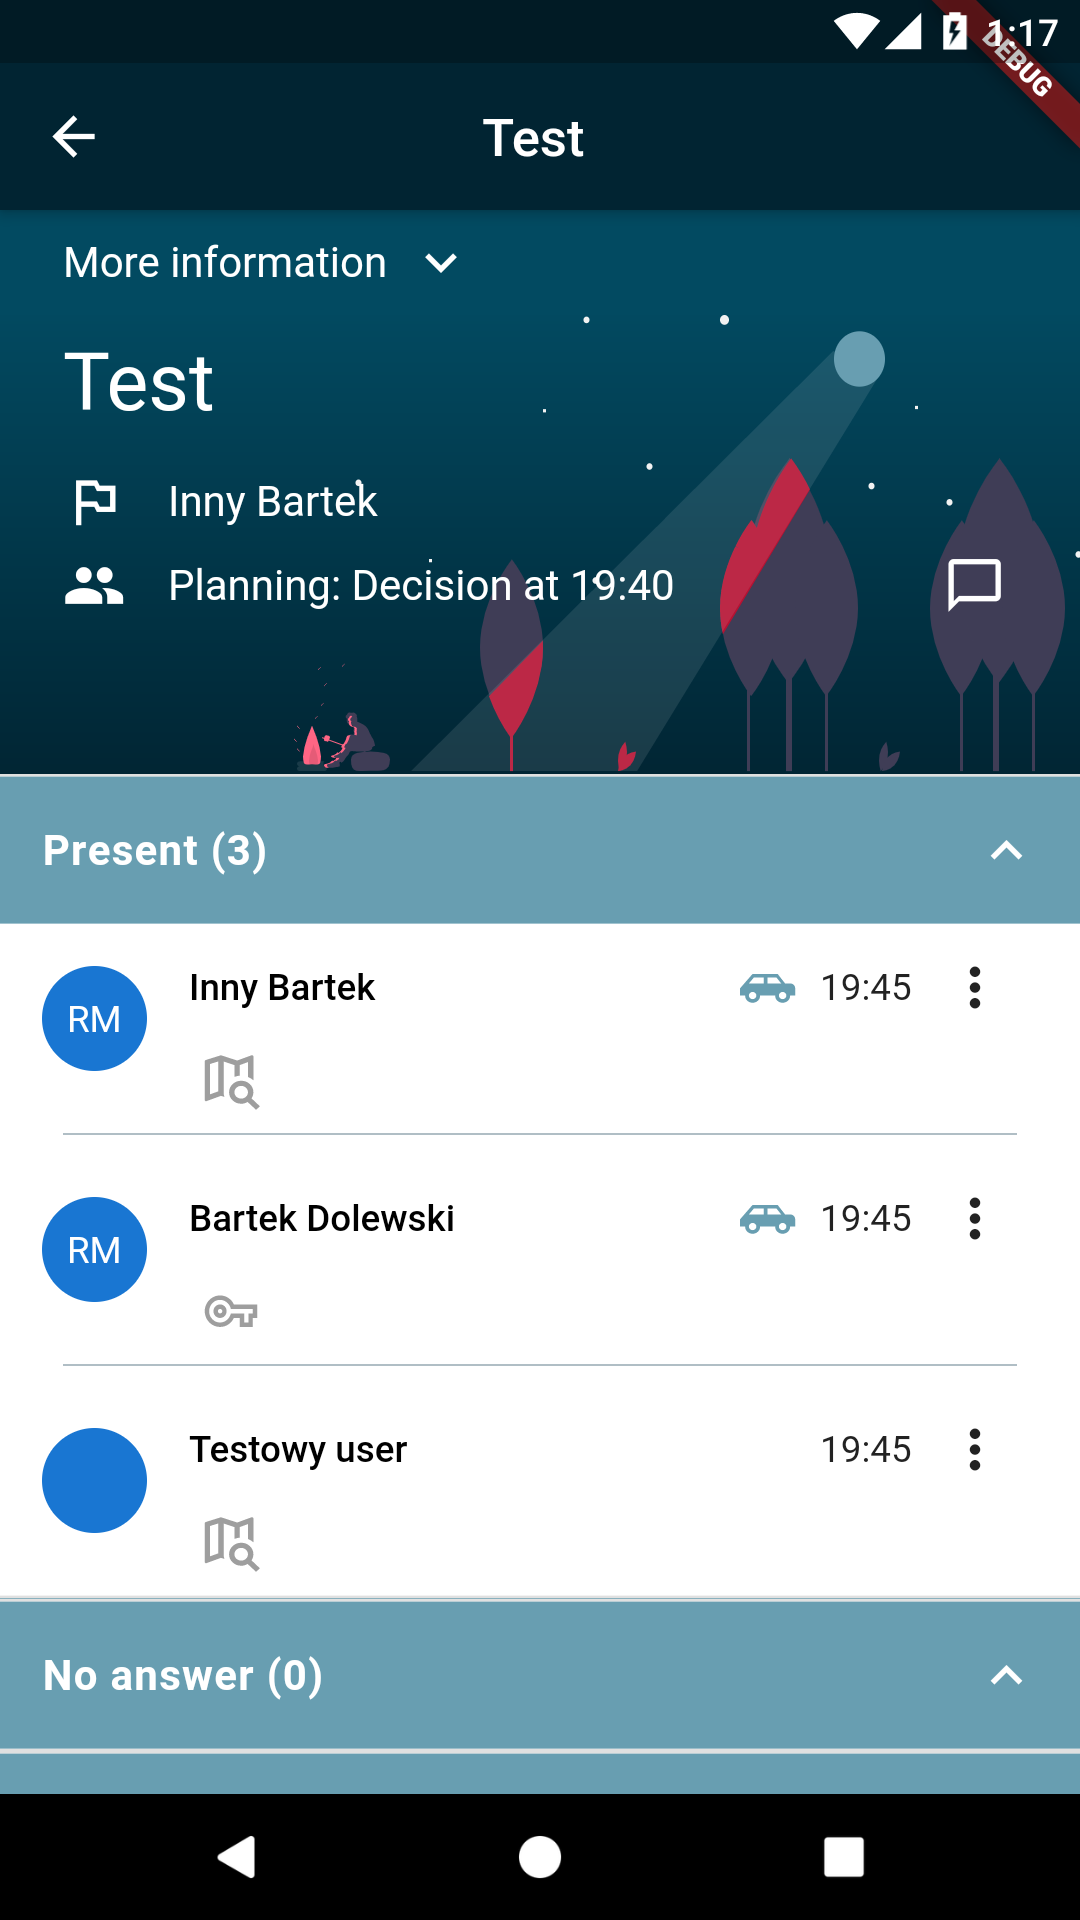 1:17
DEBUG
Test
More information
Test
Inny Bartek
Planning: Decision at 19:40
Present (3)
RM
Inny Bartek
19:45
RM
Bartek Dolewski
19:45
Testowy user
19:45
No answer (0)